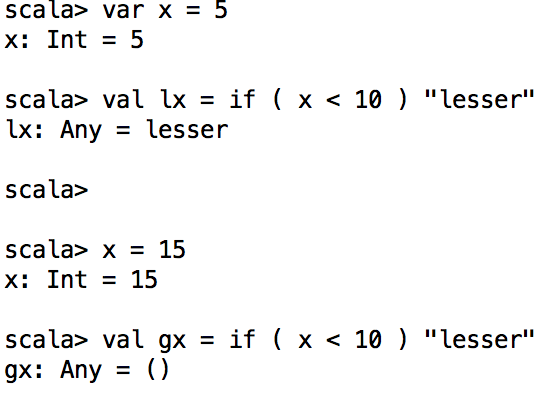 scala> var x = 5
x: Int = 5
scala> val lx = if ( x < 10 ) "lesser"
lx: Any = lesser
scala>
scala> x = 15
x: Int = 15
scala> val gx = if ( x < 10 ) "lesser"
gx: Any = ()